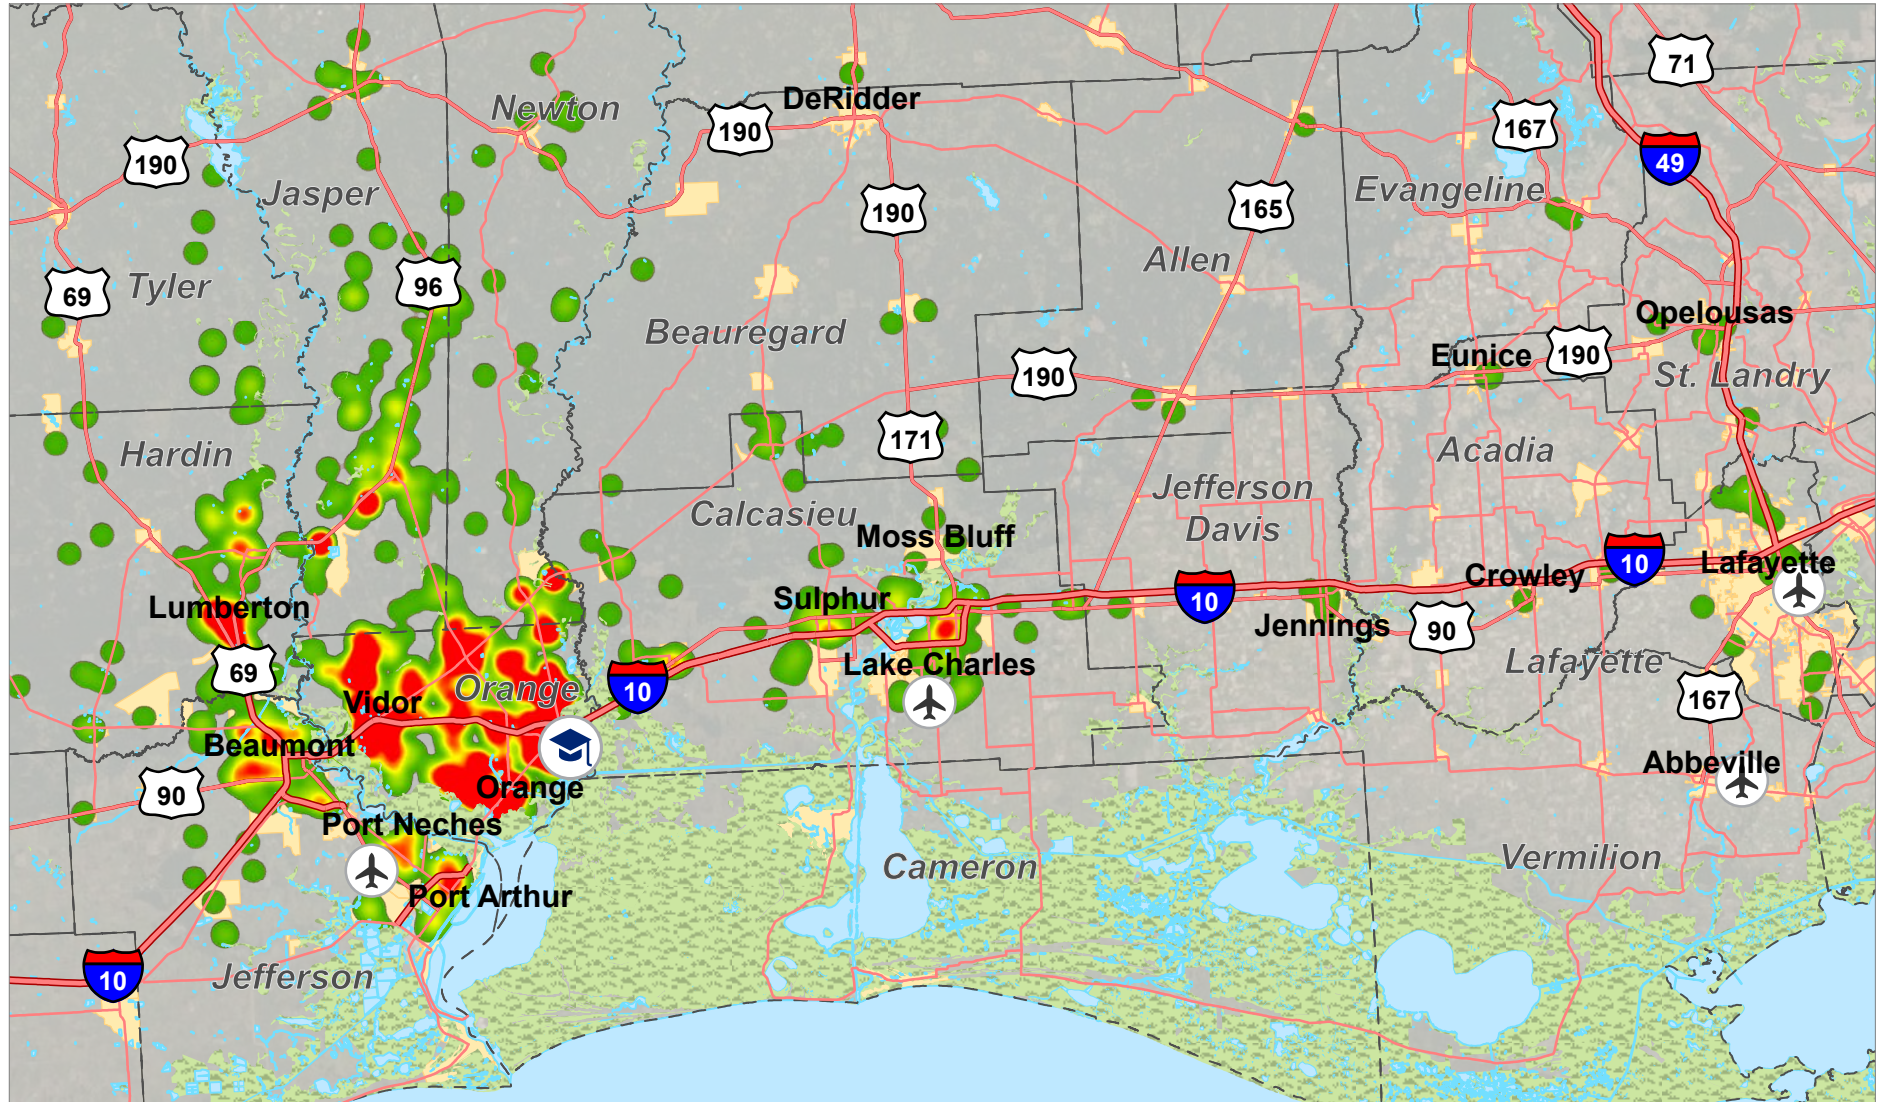 71
DeRidder
Newton
190
167
190
49
Jasper
Evangeline
190
165
Allen
Tyler
69
96
Opelousas
Beauregard
Eunice
190
190
St. Landry
171
Hardin
Acadia
Jefferson
Davis
Calcasieu
Moss Bluff
10
Lafayette
Crowley
Sulphur
10
Lumberton
Jennings
90
Lake Charles
Lafayette
69
Orange
10
Vidor
167
Beaumont
Abbeville
Orange
90
Port Neches
Vermilion
Cameron
Port Arthur
Jefferson
10